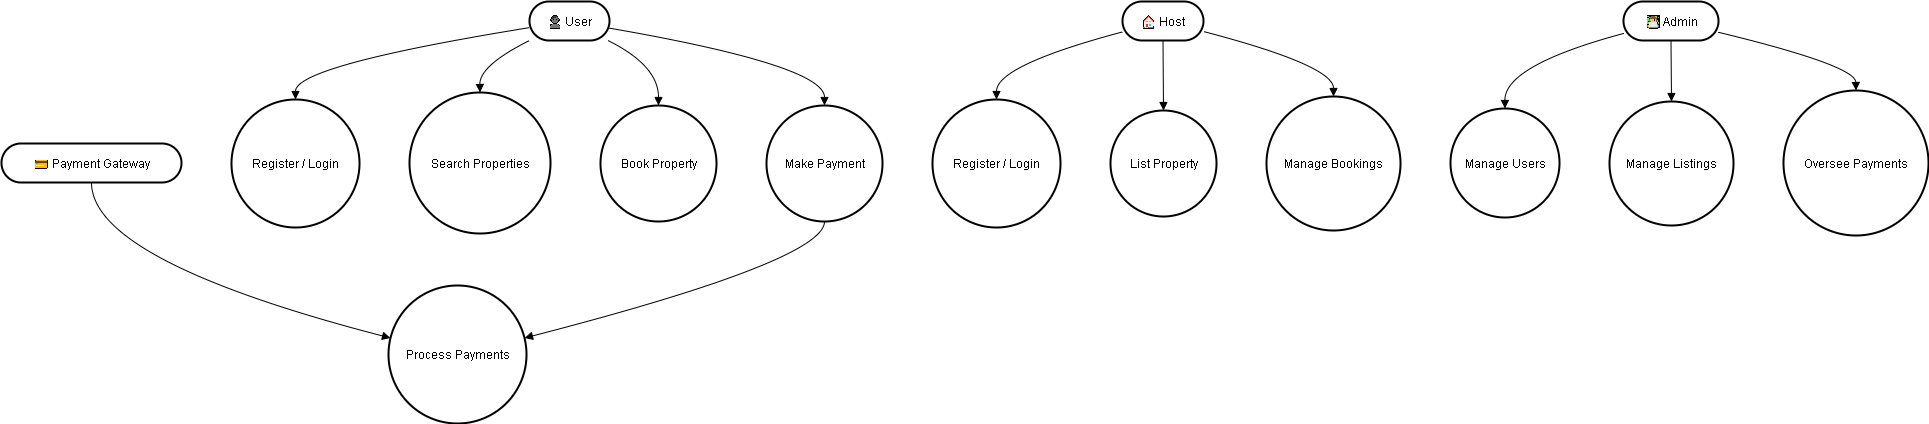 User
Host
Admin
Payment Gateway
Register / Login
Search Properties
Book Property
Make Payment
Register / Login
List Property
Manage Bookings
Manage Users
Manage Listings
Oversee Payments
Process Payments